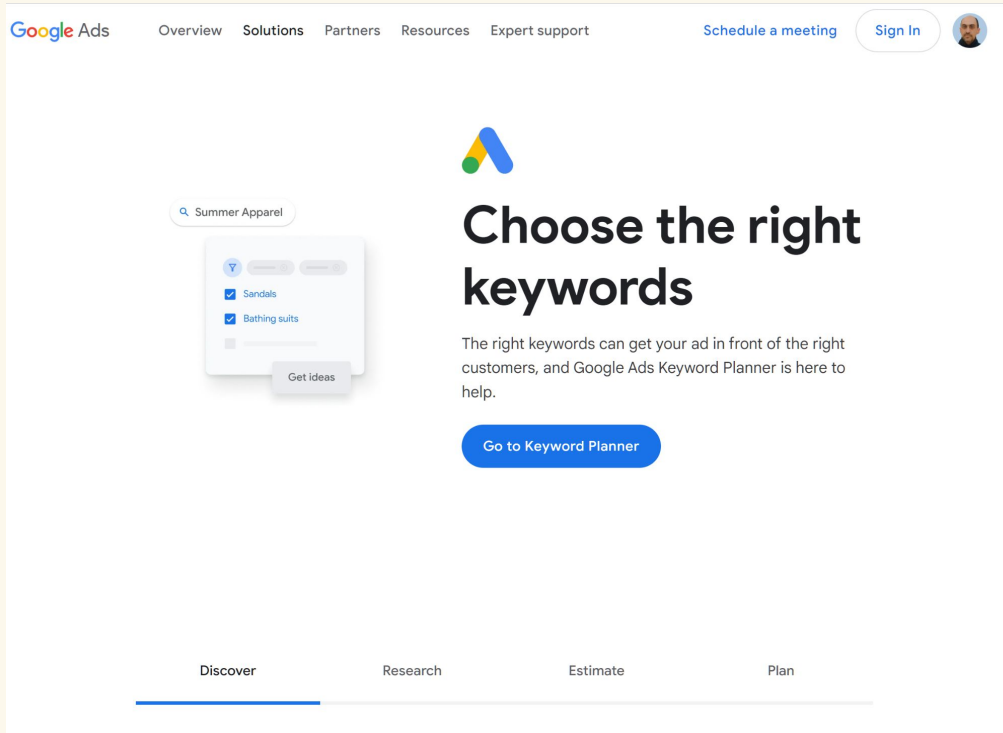 Google Ads
Overview Solutions Partners Resources Expert support Schedule a meeting Sign In
Summer Apparel
Sandals
Bathing suits
Get ideas
Choose the right
keywords
The right keywords can get your ad in front of the right
customers, and Google Ads Keyword Planner is here to
help.
Go to Keyword Planner
Discover Research Estimate Plan